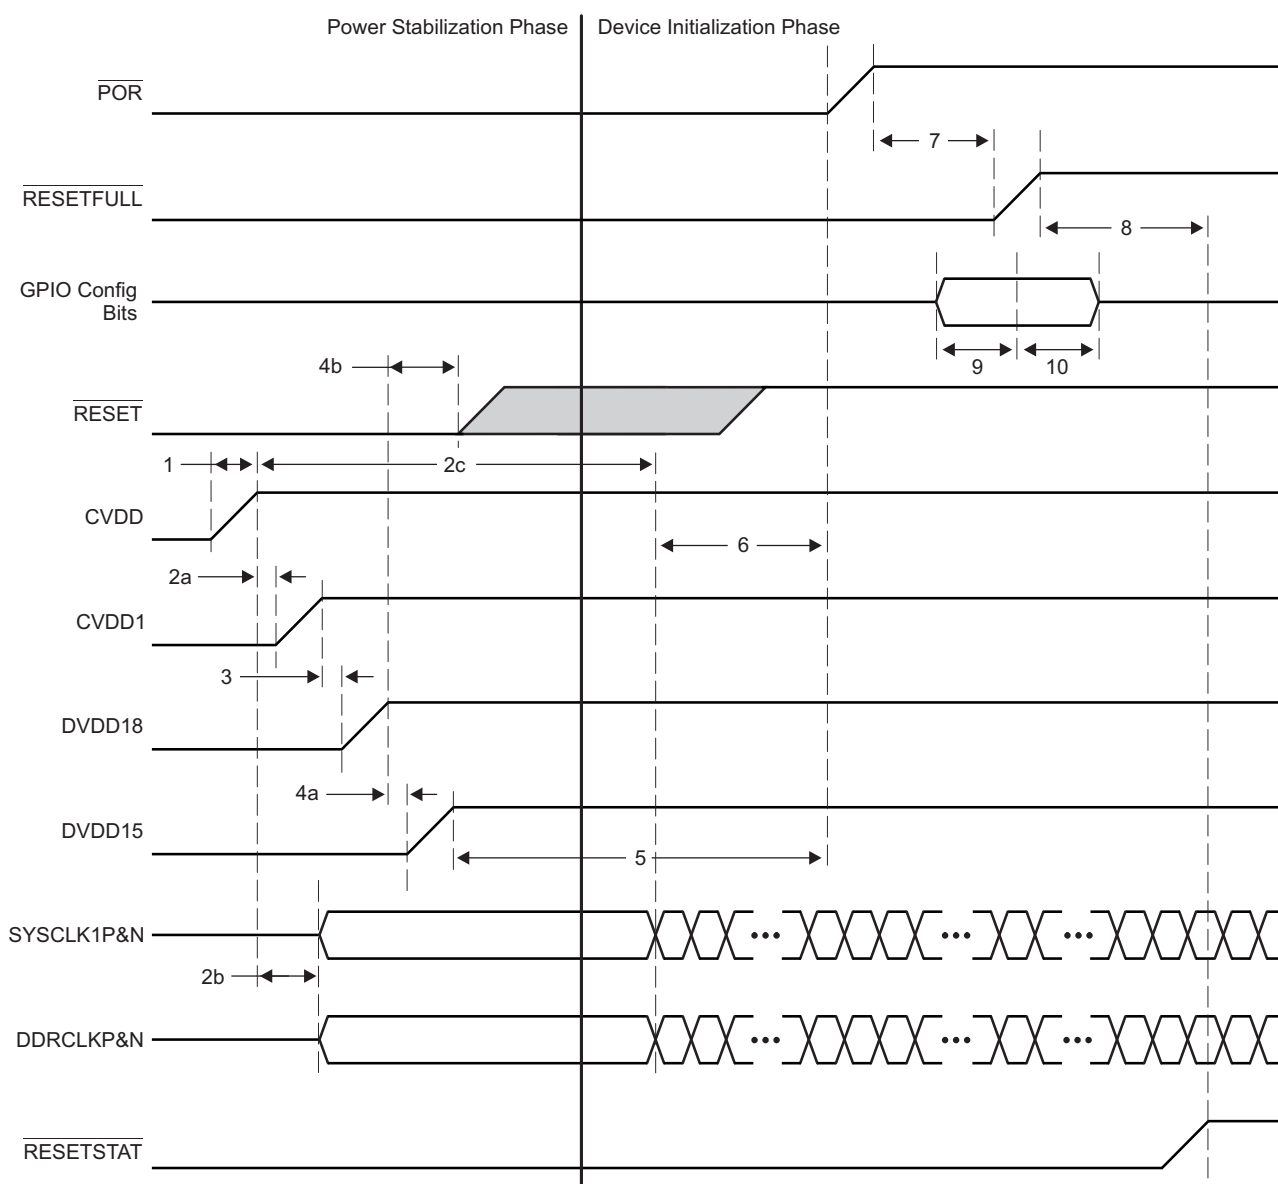 Power Stabilization Phase
Device Initialization Phase
POR
7
RESETFULL
8
GPIO Config
Bits
9
10
4b
RESET
1
2c
CVDD
6
2a
CVDD1
3
DVDD18
4a
DVDD15
5
SYSCLK1P&N
2b
DDRCLKP&N
RESETSTAT